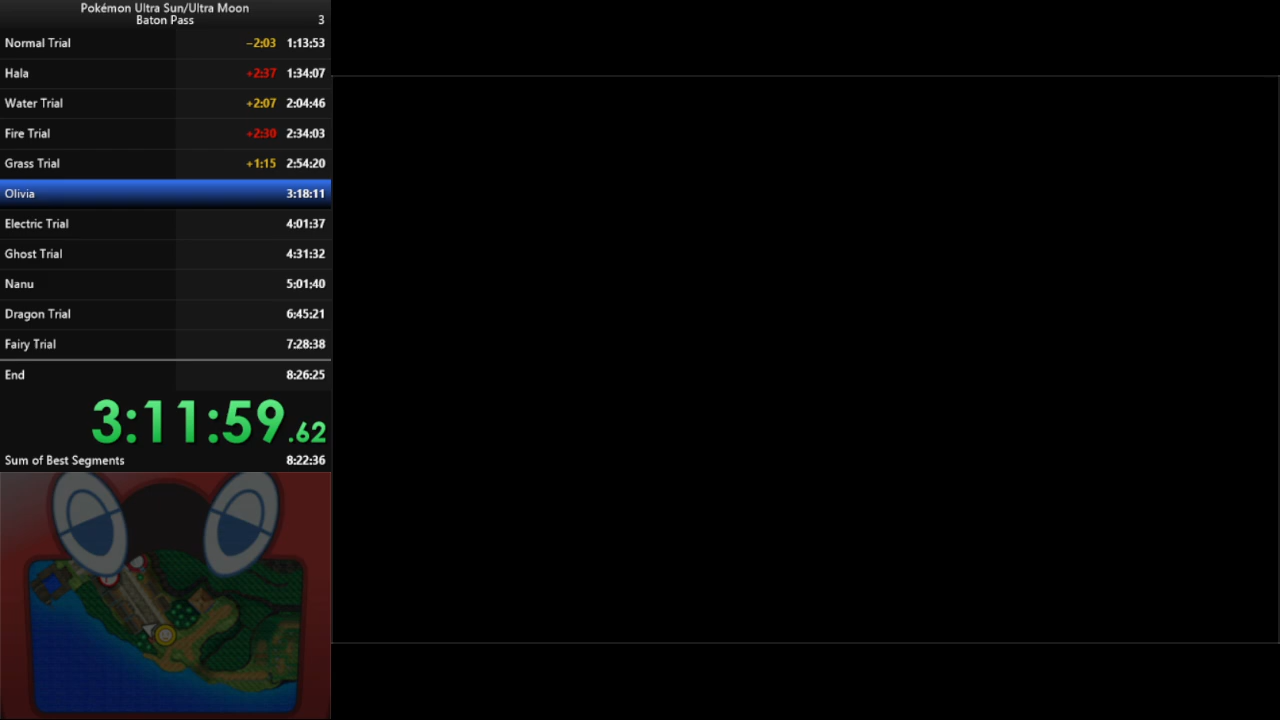 Pokémon Ultra Sun/Ultra Moon
Baton Pass 3
Normal Trial −2:03 1:13:53
Hala +2:37 1:34:07
Water Trial +2:07 2:04:46
Fire Trial +2:30 2:34:03
Grass Trial +1:15 2:54:20
Olivia 3:18:11
Electric Trial 4:01:37
Ghost Trial 4:31:32
Nanu 5:01:40
Dragon Trial 6:45:21
Fairy Trial 7:28:38
End 8:26:25
3:11:59.62
Sum of Best Segments 8:22:36